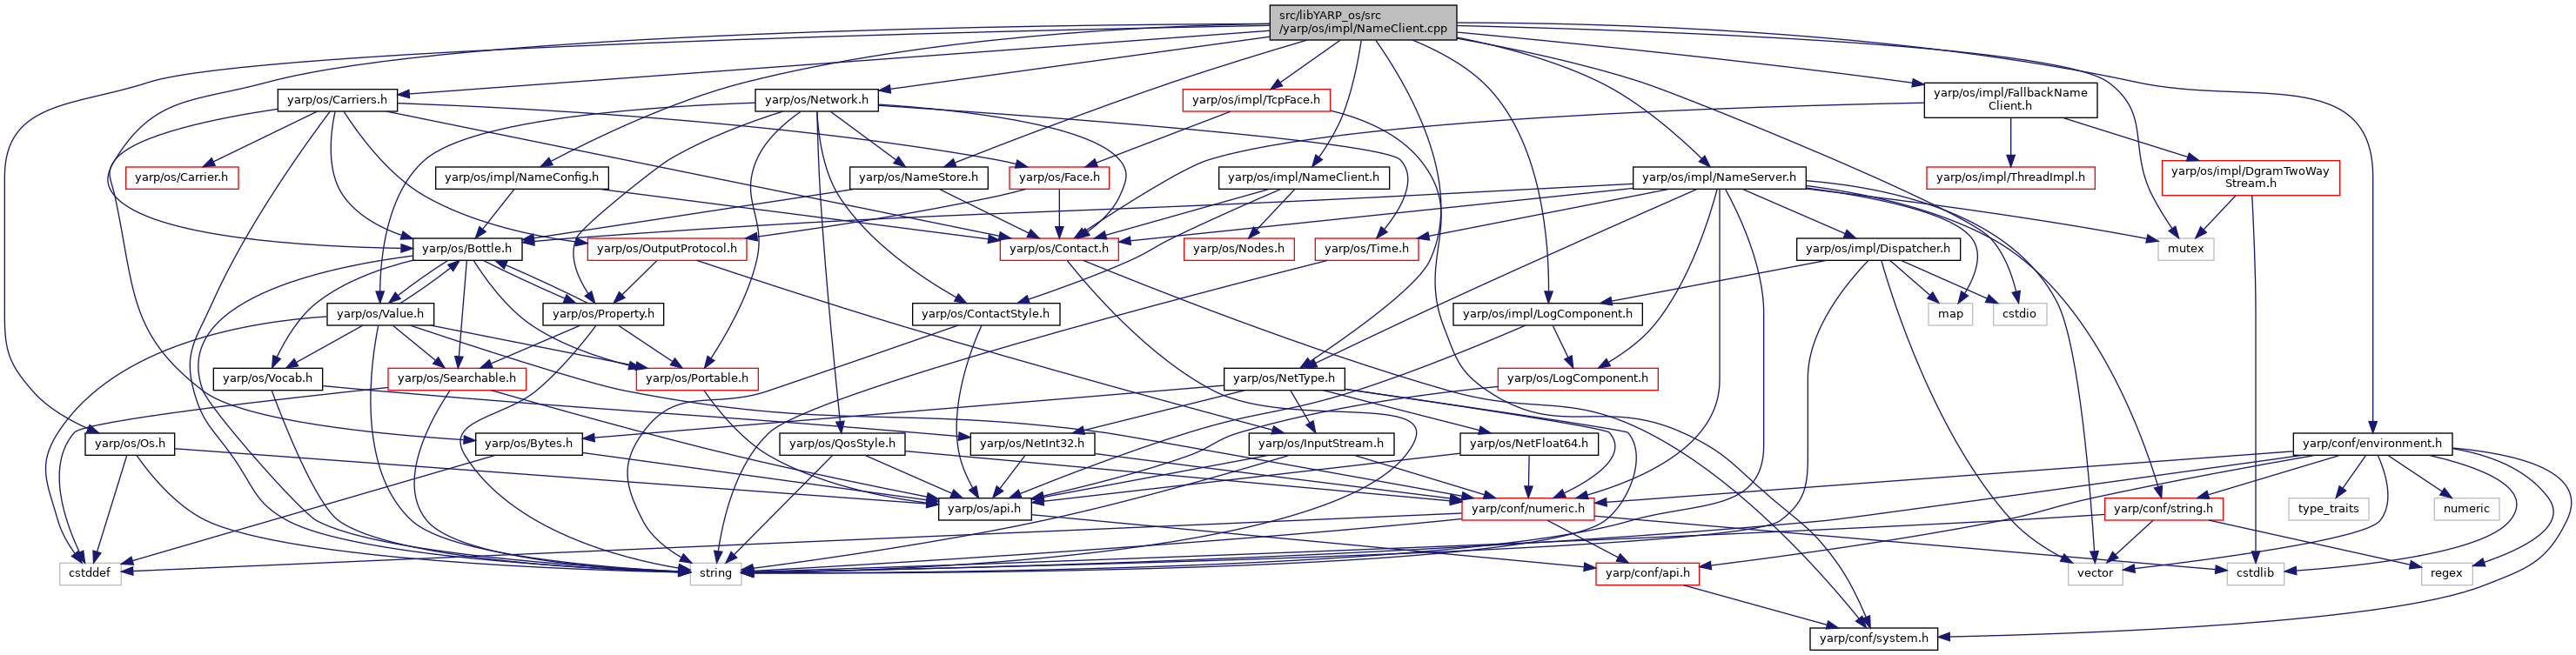 src/libYARP_os/src
/yarp/os/impl/NameClient.cpp
yarp/os/Carriers.h
yarp/os/Network.h
yarp/os/impl/TcpFace.h
yarp/os/impl/FallbackName
Client.h
yarp/os/Carrier.h
yarp/os/impl/NameConfig.h
yarp/os/NameStore.h
yarp/os/Face.h
yarp/os/impl/NameClient.h
yarp/os/impl/NameServer.h
yarp/os/impl/ThreadImpl.h
yarp/os/impl/DgramTwoWay
Stream.h
yarp/os/Bottle.h
yarp/os/OutputProtocol.h
yarp/os/Contact.h
yarp/os/Nodes.h
yarp/os/Time.h
yarp/os/impl/Dispatcher.h
mutex
yarp/os/Value.h
yarp/os/Property.h
yarp/os/ContactStyle.h
yarp/os/impl/LogComponent.h
map
cstdio
yarp/os/Vocab.h
yarp/os/Searchable.h
yarp/os/Portable.h
yarp/os/NetType.h
yarp/os/LogComponent.h
yarp/os/Os.h
yarp/os/Bytes.h
yarp/os/QosStyle.h
yarp/os/NetInt32.h
yarp/os/InputStream.h
yarp/os/NetFloat64.h
yarp/conf/environment.h
yarp/os/api.h
yarp/conf/numeric.h
type_traits
numeric
yarp/conf/string.h
cstddef
string
yarp/conf/api.h
vector
cstdlib
regex
yarp/conf/system.h